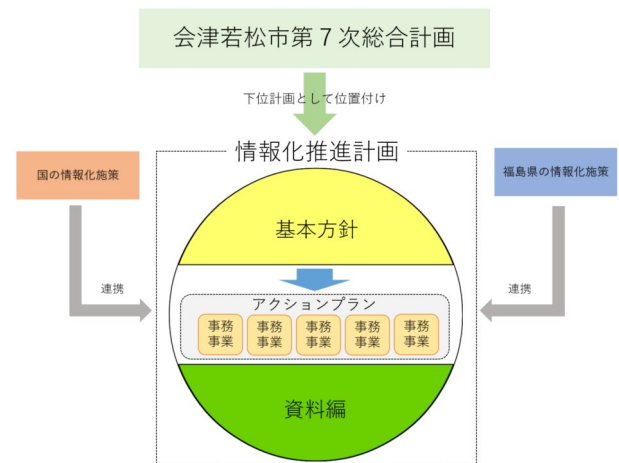 会津若松市第７次総合計画
下位計画として位置付け
情報化推進計画
国の情報化施策
福島県の情報化施策
基本方針
連携
連携
アクションプラン
事務
事業
事務
事業
事務
事業
事務
事業
事務
事業
資料編